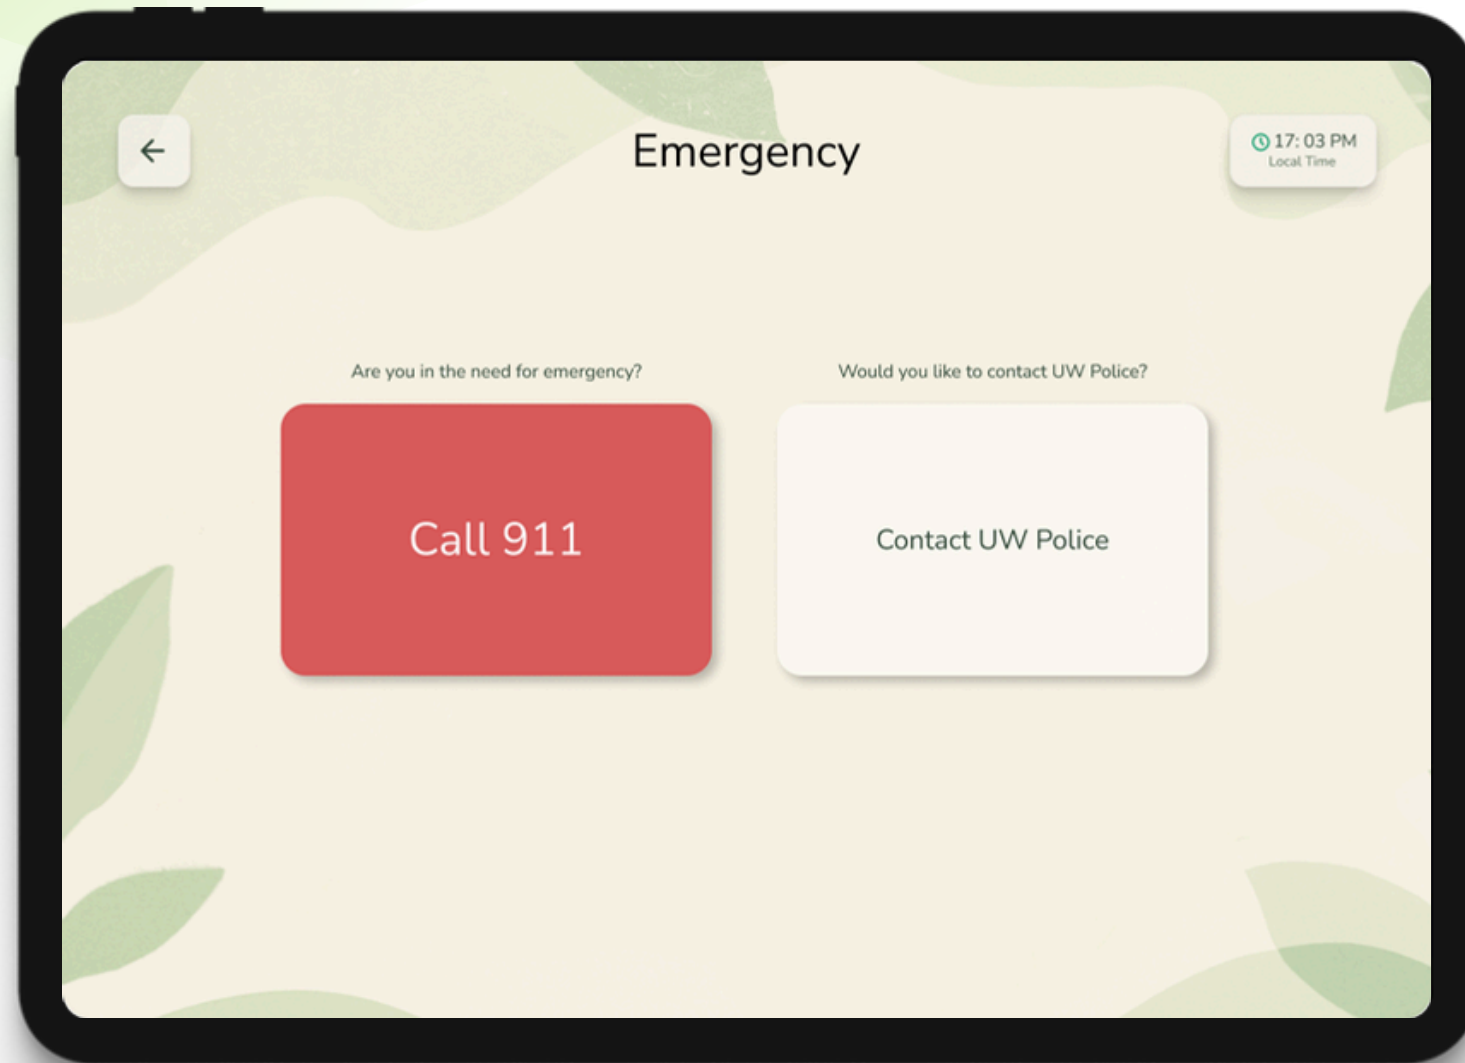 Emergency
17: 03 PM
Local Time
Are you in the need for emergency?
Would you like to contact UW Police?
Call 911
Contact UW Police